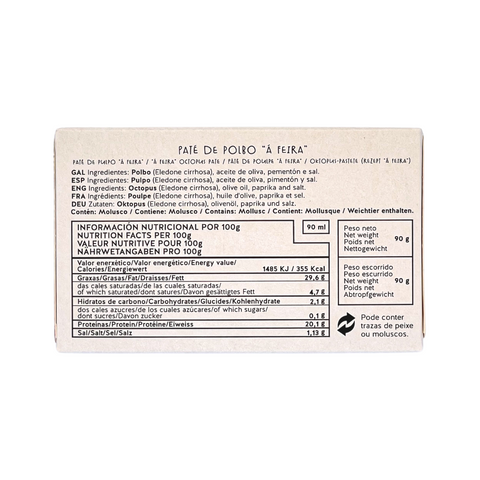 PATÉ DE POLBO "Á FEIRA"
PATÉ DE PULPO "Á FEIRA" / "Á FEIRA" OCTOPUS PATE / PÂTÉ DE POULPE "Á FEIRA" / OKTOPUS-PASTETE (REZEPT "Á FEIRA")
GAL Ingredientes: Polbo (Eledone cirrhosa), aceite de oliva, pimentón e sal.
ESP Ingredientes: Pulpo (Eledone cirrhosa), aceite de oliva, pimentón y sal.
ENG Ingredients: Octopus (Eledone cirrhosa), olive oil, paprika and salt.
FRA Ingrédients: Poulpe (Eledone cirrhosa), huile d'olive, paprika et sel.
DEU Zutaten: Oktopus (Eledone cirrhosa), olivenöl, paprika und salz.
Contén: Molusco / Contiene: Molusco / Contains: Mollusc / Contient: Mollusque / Weichtier enthalten.
INFORMACIÓN NUTRICIONAL POR 100g
NUTRITION FACTS PER 100g
VALEUR NUTRITIVE POUR 100g
NÄHRWETANGABEN PRO 100g
90 ml
Valor enerxético/Valor energético/Energy value/
Calories/Energiewert 1485 KJ / 355 Kcal
Graxas/Grasas/Fat/Draisses/Fett 29,6 g
das cales saturadas/de las cuales saturadas/
of which saturated/dont saturés/Davon gesättigtes Fett 4,7 g
Hidratos de carbono/Carbohydrates/Glucides/Kohlenhydrate 2,1 g
dos cales azucres/de los cuales azúcares/of which sugars/
dont sucres/Davon zucker 0,1 g
Proteínas/Protein/Protéine/Eiweiss 20,1 g
Sal/Salt/Sel/Salz 1,13 g
Peso neto
Net weight
Poids net
Nettogewicht
90 g
Peso escorrido
Peso escurrido
Net weight
Poids net
Abtropfgewicht
90 g
Pode conter
trazas de peixe
ou moluscos.